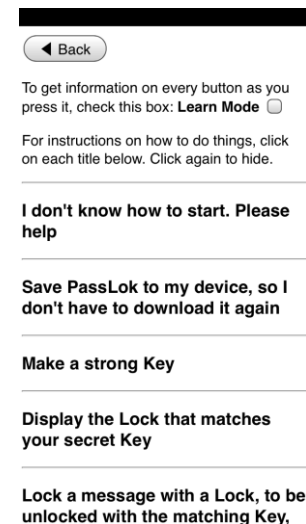 Back
To get information on every button as you
press it, check this box: Learn Mode
For instructions on how to do things, click
on each title below. Click again to hide.
I don't know how to start. Please
help
Save PassLok to my device, so I
don't have to download it again
Make a strong Key
Display the Lock that matches
your secret Key
Lock a message with a Lock, to be
unlocked with the matching Key,